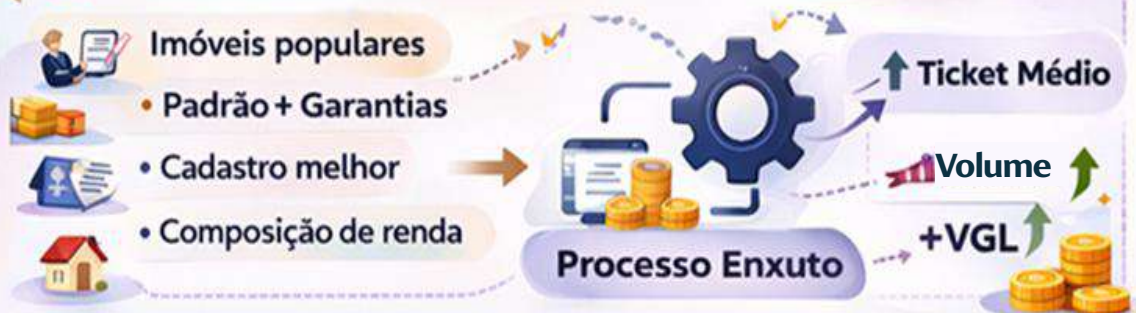 Imóveis populares
• Padrão + Garantias
• Cadastro melhor
• Composição de renda
Processo Enxuto
Ticket Médio
Volume
+VGL